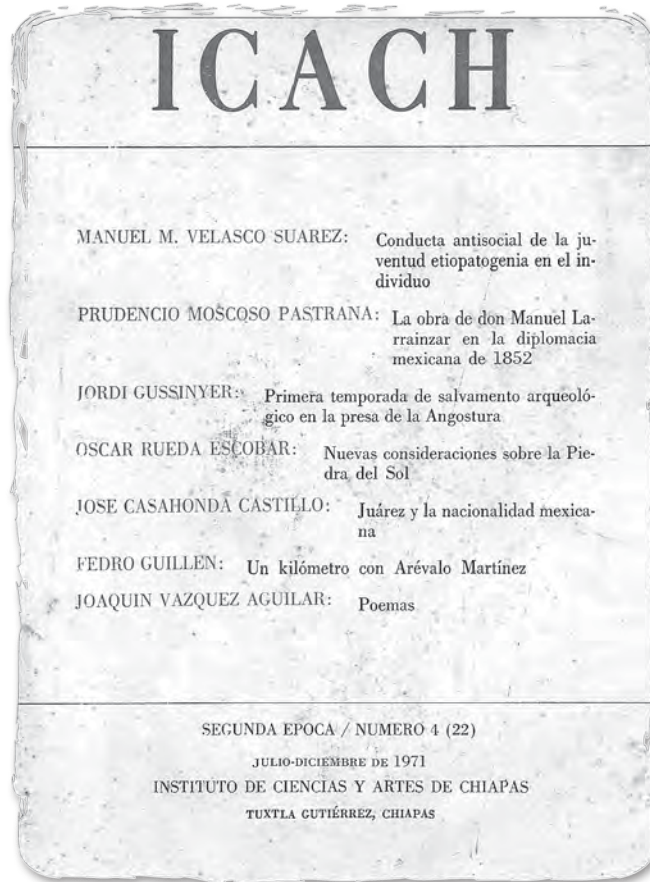 ICACH
MANUEL M. VELASCO SUAREZ: Conducta antisocial de la ju-
ventud etiopatogenia en el in-
dividuo
PRUDENCIO MOSCOSO PASTRANA: La obra de don Manuel La-
rrainzar en la diplomacia
mexicana de 1852
JORDI GUSSINYER: Primera temporada de salvamento arqueoló-
gico en la presa de la Angostura
OSCAR RUEDA ESCOBAR: Nuevas consideraciones sobre la Pie-
dra del Sol
JOSE CASAHONDA CASTILLO: Juárez y la nacionalidad mexica-
na
FEDRO GUILLEN: Un kilómetro con Arévalo Martínez
JOAQUIN VAZQUEZ AGUILAR: Poemas
SEGUNDA EPOCA / NUMERO 4 (22)
JULIO-DICIEMBRE DE 1971
INSTITUTO DE CIENCIAS Y ARTES DE CHIAPAS
TUXTLA GUTIÉRREZ, CHIAPAS